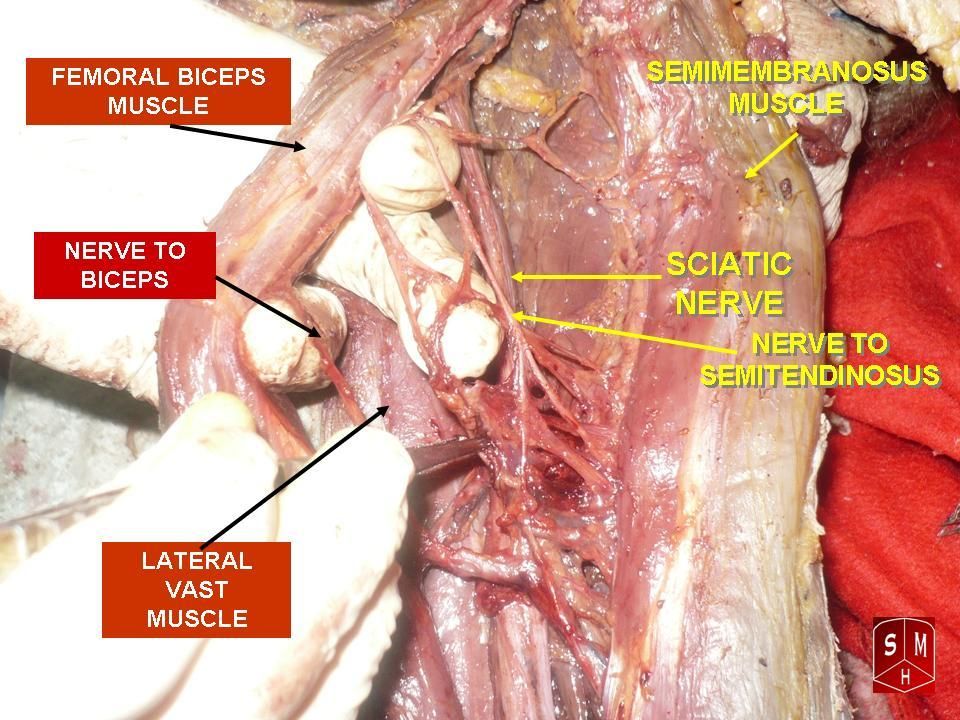 FEMORAL BICEPS
MUSCLE
SEMIMEMBRANOSUS
MUSCLE
NERVE TO
BICEPS
SCIATIC
NERVE
NERVE TO
SEMITENDINOSUS
LATERAL
VAST
MUSCLE
S M
H